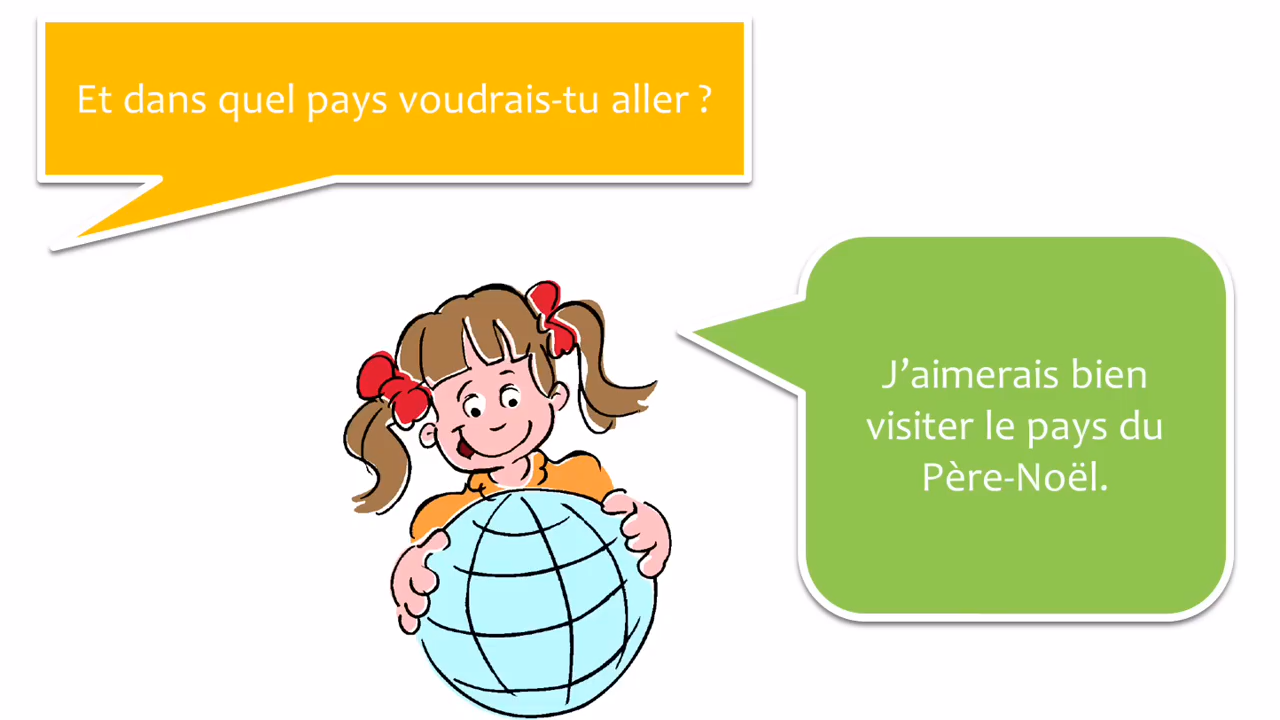 Et dans quel pays voudrais-tu aller ?
J’aimerais bien
visiter le pays du
Père-Noël.